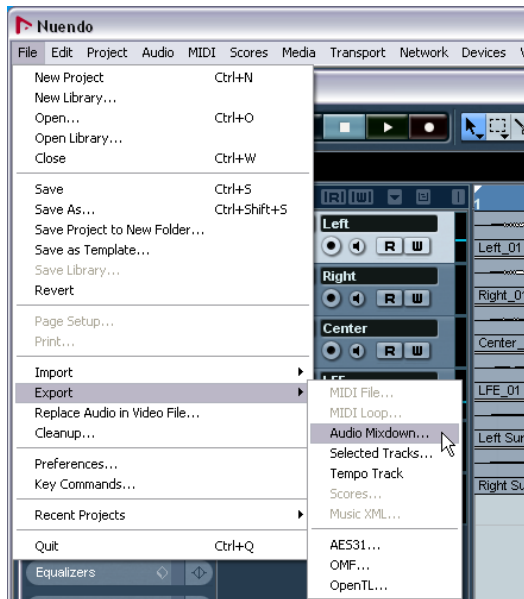 Nuendo
File Edit Project Audio MIDI Scores Media Transport Network Devices
New Project Ctrl+N
New Library...
Open... Ctrl+O
Open Library...
Close Ctrl+W
Save Ctrl+S
Save As... Ctrl+Shift+S
Save Project to New Folder...
Save as Template...
Save Library...
Revert
Page Setup...
Print...
Import
Export
Replace Audio in Video File...
Cleanup...
Preferences...
Key Commands...
Recent Projects
Quit Ctrl+Q
MIDI File...
MIDI Loop...
Audio Mixdown...
Selected Tracks...
Tempo Track
Scores...
Music XML...
AES31...
OMF...
OpenTL...
1
Left
R W
Left_01
Right
R W
Right_01
Center
R W
Center_
LFE
LFE_01
Left Sur
Right Su
Equalizers